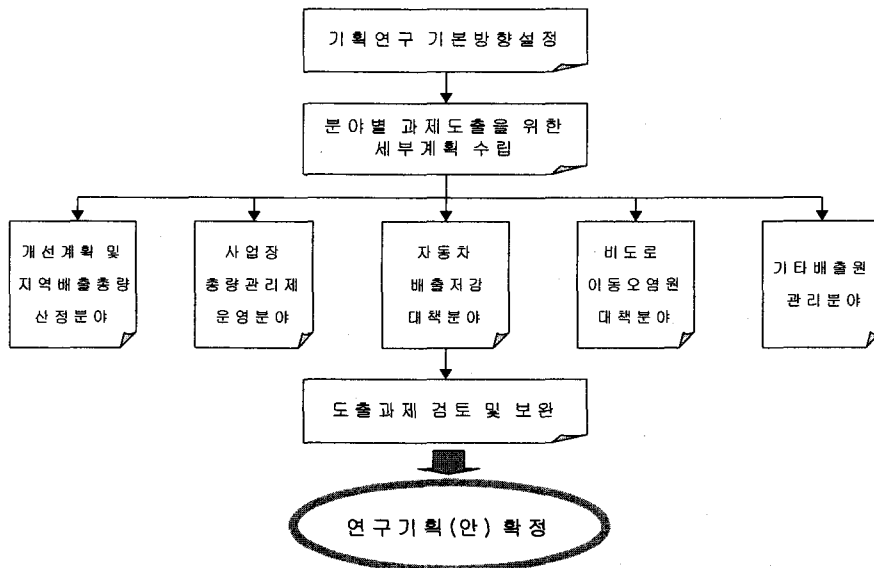 기획연구 기본방향설정
분야별 과제도출을 위한
세부계획 수립
개선계획 및
지역배출총량
산정분야
사업장
총량관리제
운영분야
자동차
배출저감
대책분야
비도로
이동오염원
대책분야
기타배출원
관리분야
도출과제 검토 및 보완
연구기획(안) 확정